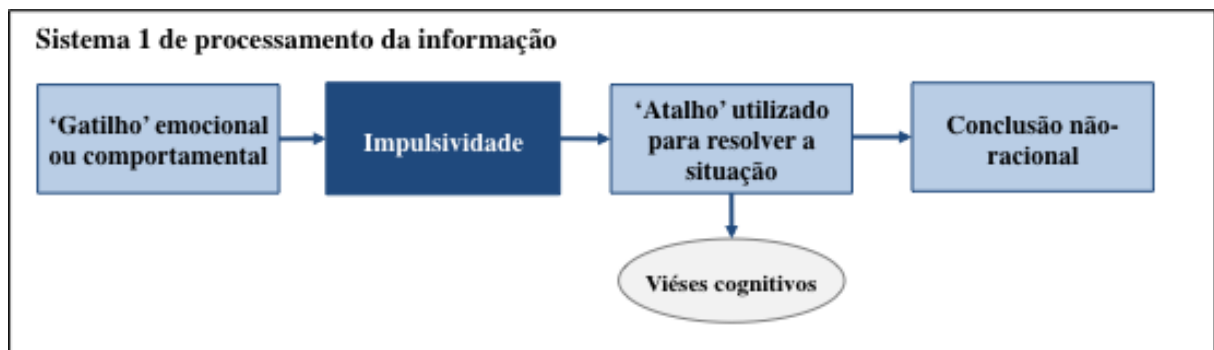 Sistema 1 de processamento da informação
‘Gatilho’ emocional
ou comportamental
Impulsividade
‘Atalho’ utilizado
para resolver a
situação
Conclusão não-
racional
Viéses cognitivos